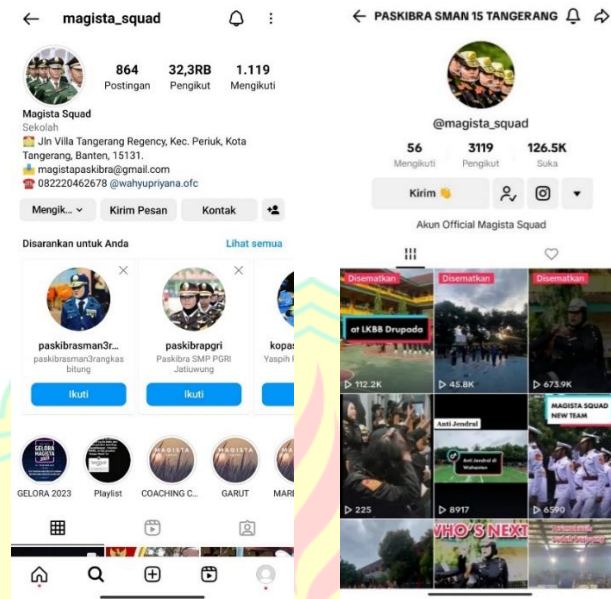 magista_squad
864 32,3RB 1.119
Postingan Pengikut Mengikuti
Magista Squad
Sekolah
Jln Villa Tangerang Regency, Kec. Periuk, Kota
Tangerang, Banten, 15131.
magistapaskibra@gmail.com
082220462678 @wahyupriyana.ofc
Mengik... Kirim Pesan Kontak
Disarankan untuk Anda Lihat semua
paskibrasman3r... paskibrapgri kopas
paskibrasman3rangkas Paskibra SMP PGRI Yaspih
bitung Jatiuwung
Ikuti Ikuti
GELORA MAGISTA
MAGISTA MAGISTA
GELORA 2023 Playlist COACHING C... GARUT
PASKIBRA SMAN 15 TANGERANG
@magista_squad
56 3119 126.5K
Mengikuti Pengikut Suka
Kirim
Akun Official Magista Squad
Disematkan Disematkan Disematkan
at LKBB Drupada
112.2K 45.8K 673.9K
MAGISTA SQUAD
NEW TEAM
Anti Jendral
Anti Jendral di
225 8917 6590
WHO'S NEXT